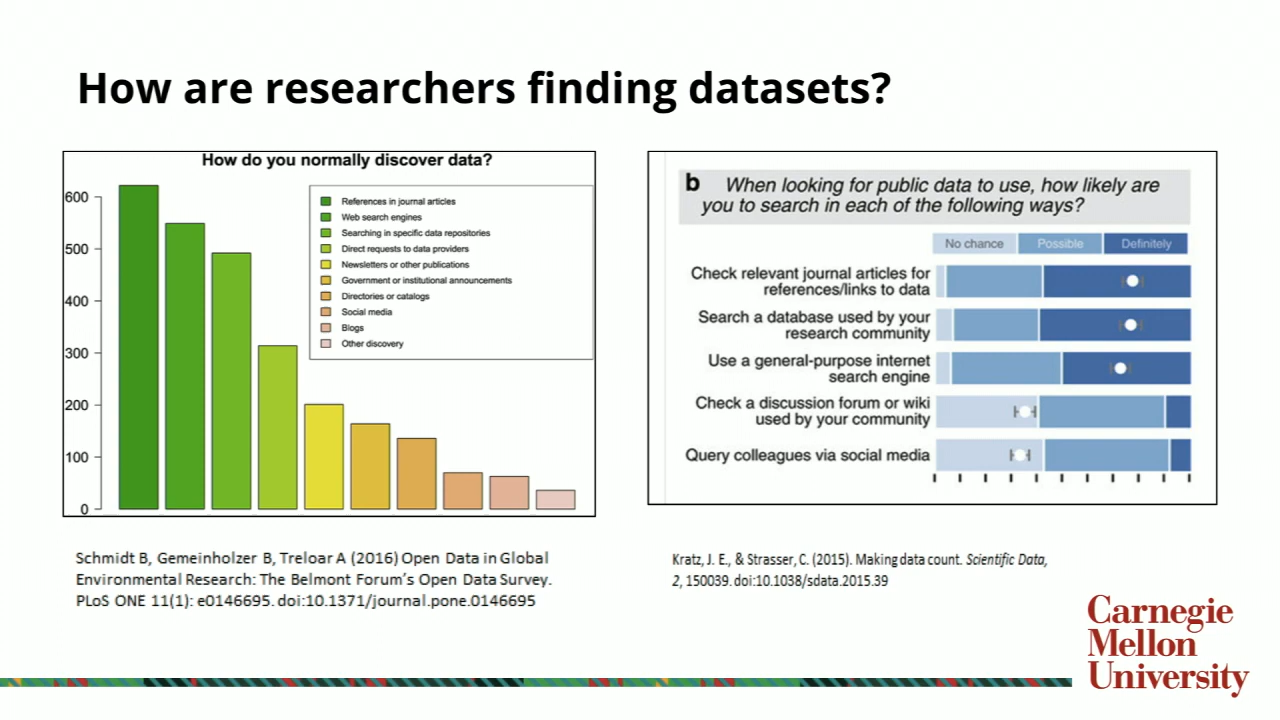 How are researchers finding datasets?
How do you normally discover data?
600
500
400
300
200
100
0
References in journal articles
Web search engines
Searching in specific data repositories
Direct requests to data providers
Newsletters or other publications
Government or institutional announcements
Directories or catalogs
Social media
Blogs
Other discovery
b When looking for public data to use, how likely are
you to search in each of the following ways?
No chance Possible Definitely
Check relevant journal articles for
references/links to data
Search a database used by your
research community
Use a general-purpose internet
search engine
Check a discussion forum or wiki
used by your community
Query colleagues via social media
Schmidt B, Gemeinholzer B, Treloar A (2016) Open Data in Global
Environmental Research: The Belmont Forum’s Open Data Survey.
PLoS ONE 11(1): e0146695. doi:10.1371/journal.pone.0146695
Kratz, J. E., & Strasser, C. (2015). Making data count. Scientific Data,
2, 150039. doi:10.1038/sdata.2015.39
Carnegie
Mellon
University